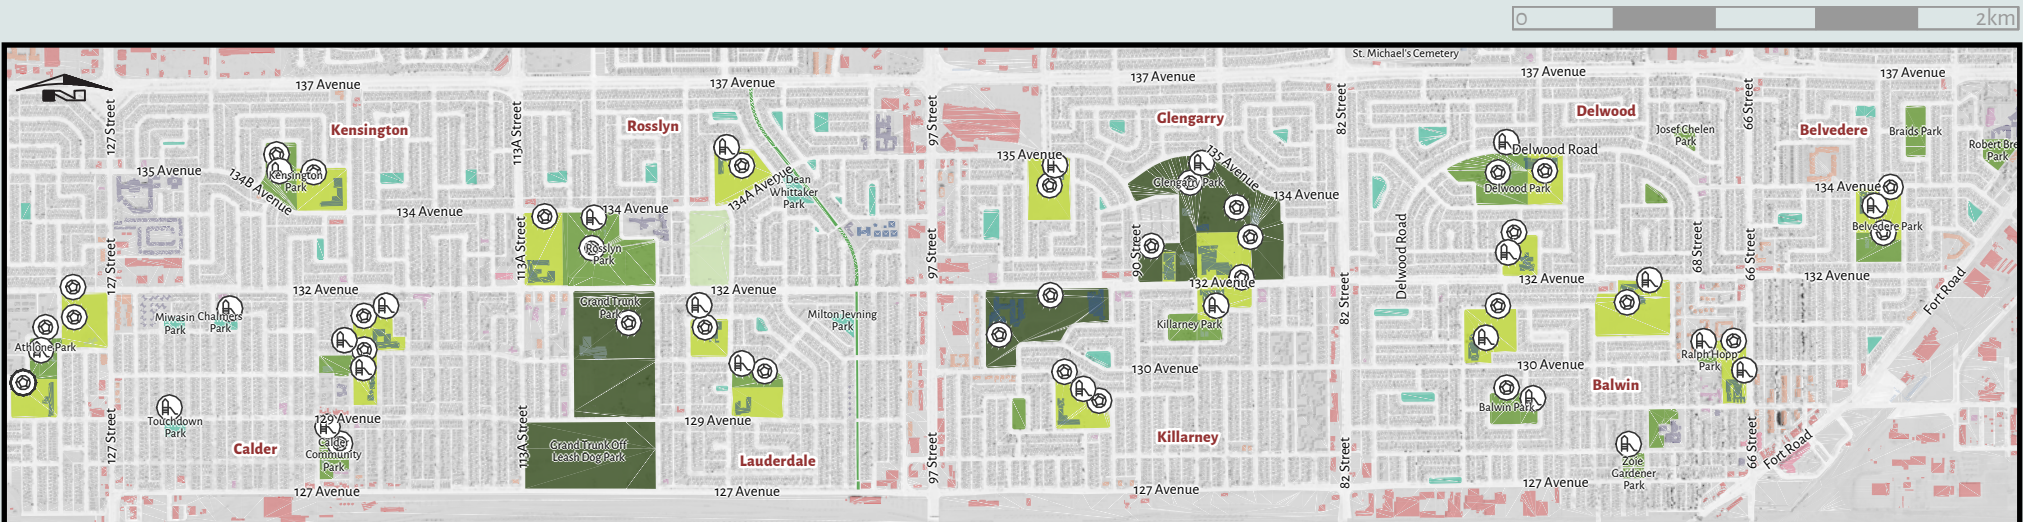 0
2km
St. Michael's Cemetery
137 Avenue
137 Avenue
137 Avenue
137 Avenue
137 Avenue
127 Street
113A Street
97 Street
82 Street
66 Street
Kensington
Rosslyn
Glengarry
Delwood
Belvedere
Josef Chelen
Park
Braids Park
Robert Bre
Park
135 Avenue
134B Avenue
Kensington
Park
134 Avenue
134 Avenue
134A Avenue
Dean
Whittaker
Park
135 Avenue
135 Avenue
Glengarry Park
134 Avenue
Delwood Road
Delwood Park
134 Avenue
Belvedere Park
127 Street
113A Street
Rosslyn
Park
97 Street
90 Street
Delwood Road
68 Street
66 Street
132 Avenue
132 Avenue
132 Avenue
132 Avenue
132 Avenue
Fort Road
Miwasin
Park
Chalmers
Park
Grand Trunk
Park
Milton Jevning
Park
Killarney Park
82 Street
Athlone Park
Ralph Hopp
Park
130 Avenue
130 Avenue
Balwin
Balwin Park
Touchdown
Park
127 Street
129 Avenue
113A Street
129 Avenue
Calder
Calder
Community
Park
Grand Trunk Off
Leash Dog Park
Lauderdale
97 Street
Killarney
82 Street
Zoie
Gardener
Park
66 Street
Fort Road
127 Avenue
127 Avenue
127 Avenue
127 Avenue